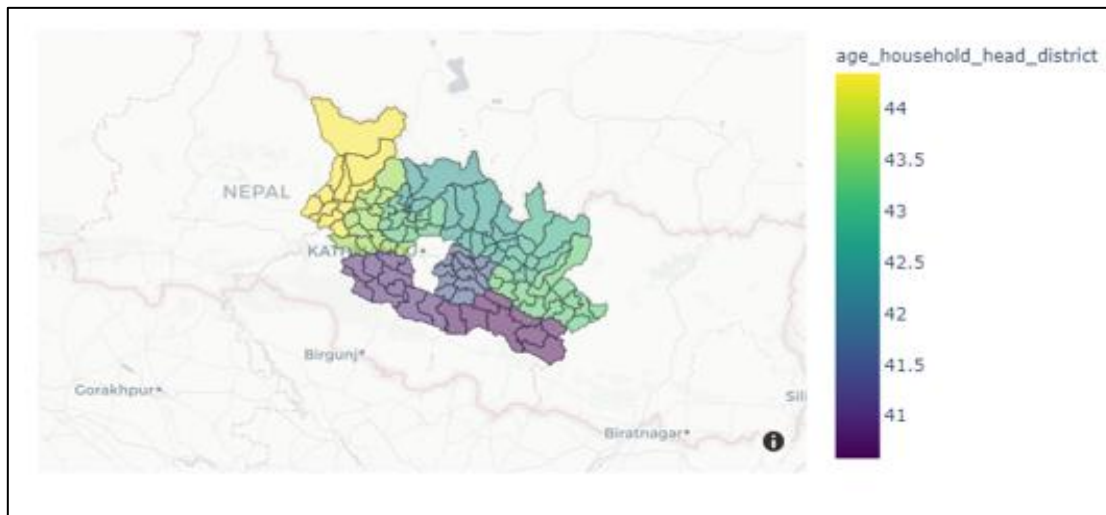 age_household_head_district
44
43.5
NEPAL
43
42.5
42
Birgunj
41.5
Gorakhpur
41
Biratnagar
i